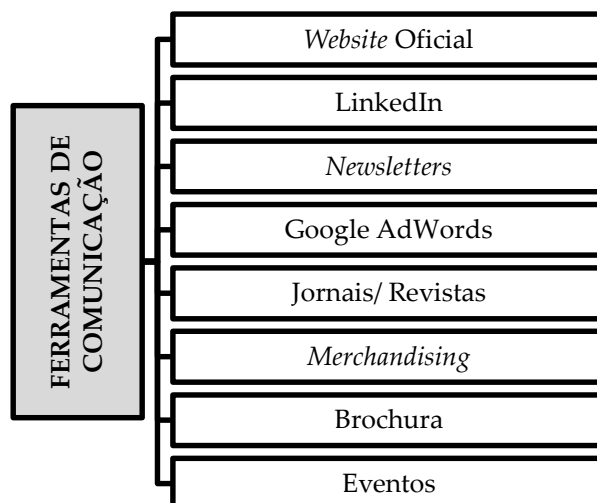 FERRAMENTAS DE
COMUNICAÇÃO
Website Oficial
LinkedIn
Newsletters
Google AdWords
Jornais/ Revistas
Merchandising
Brochura
Eventos